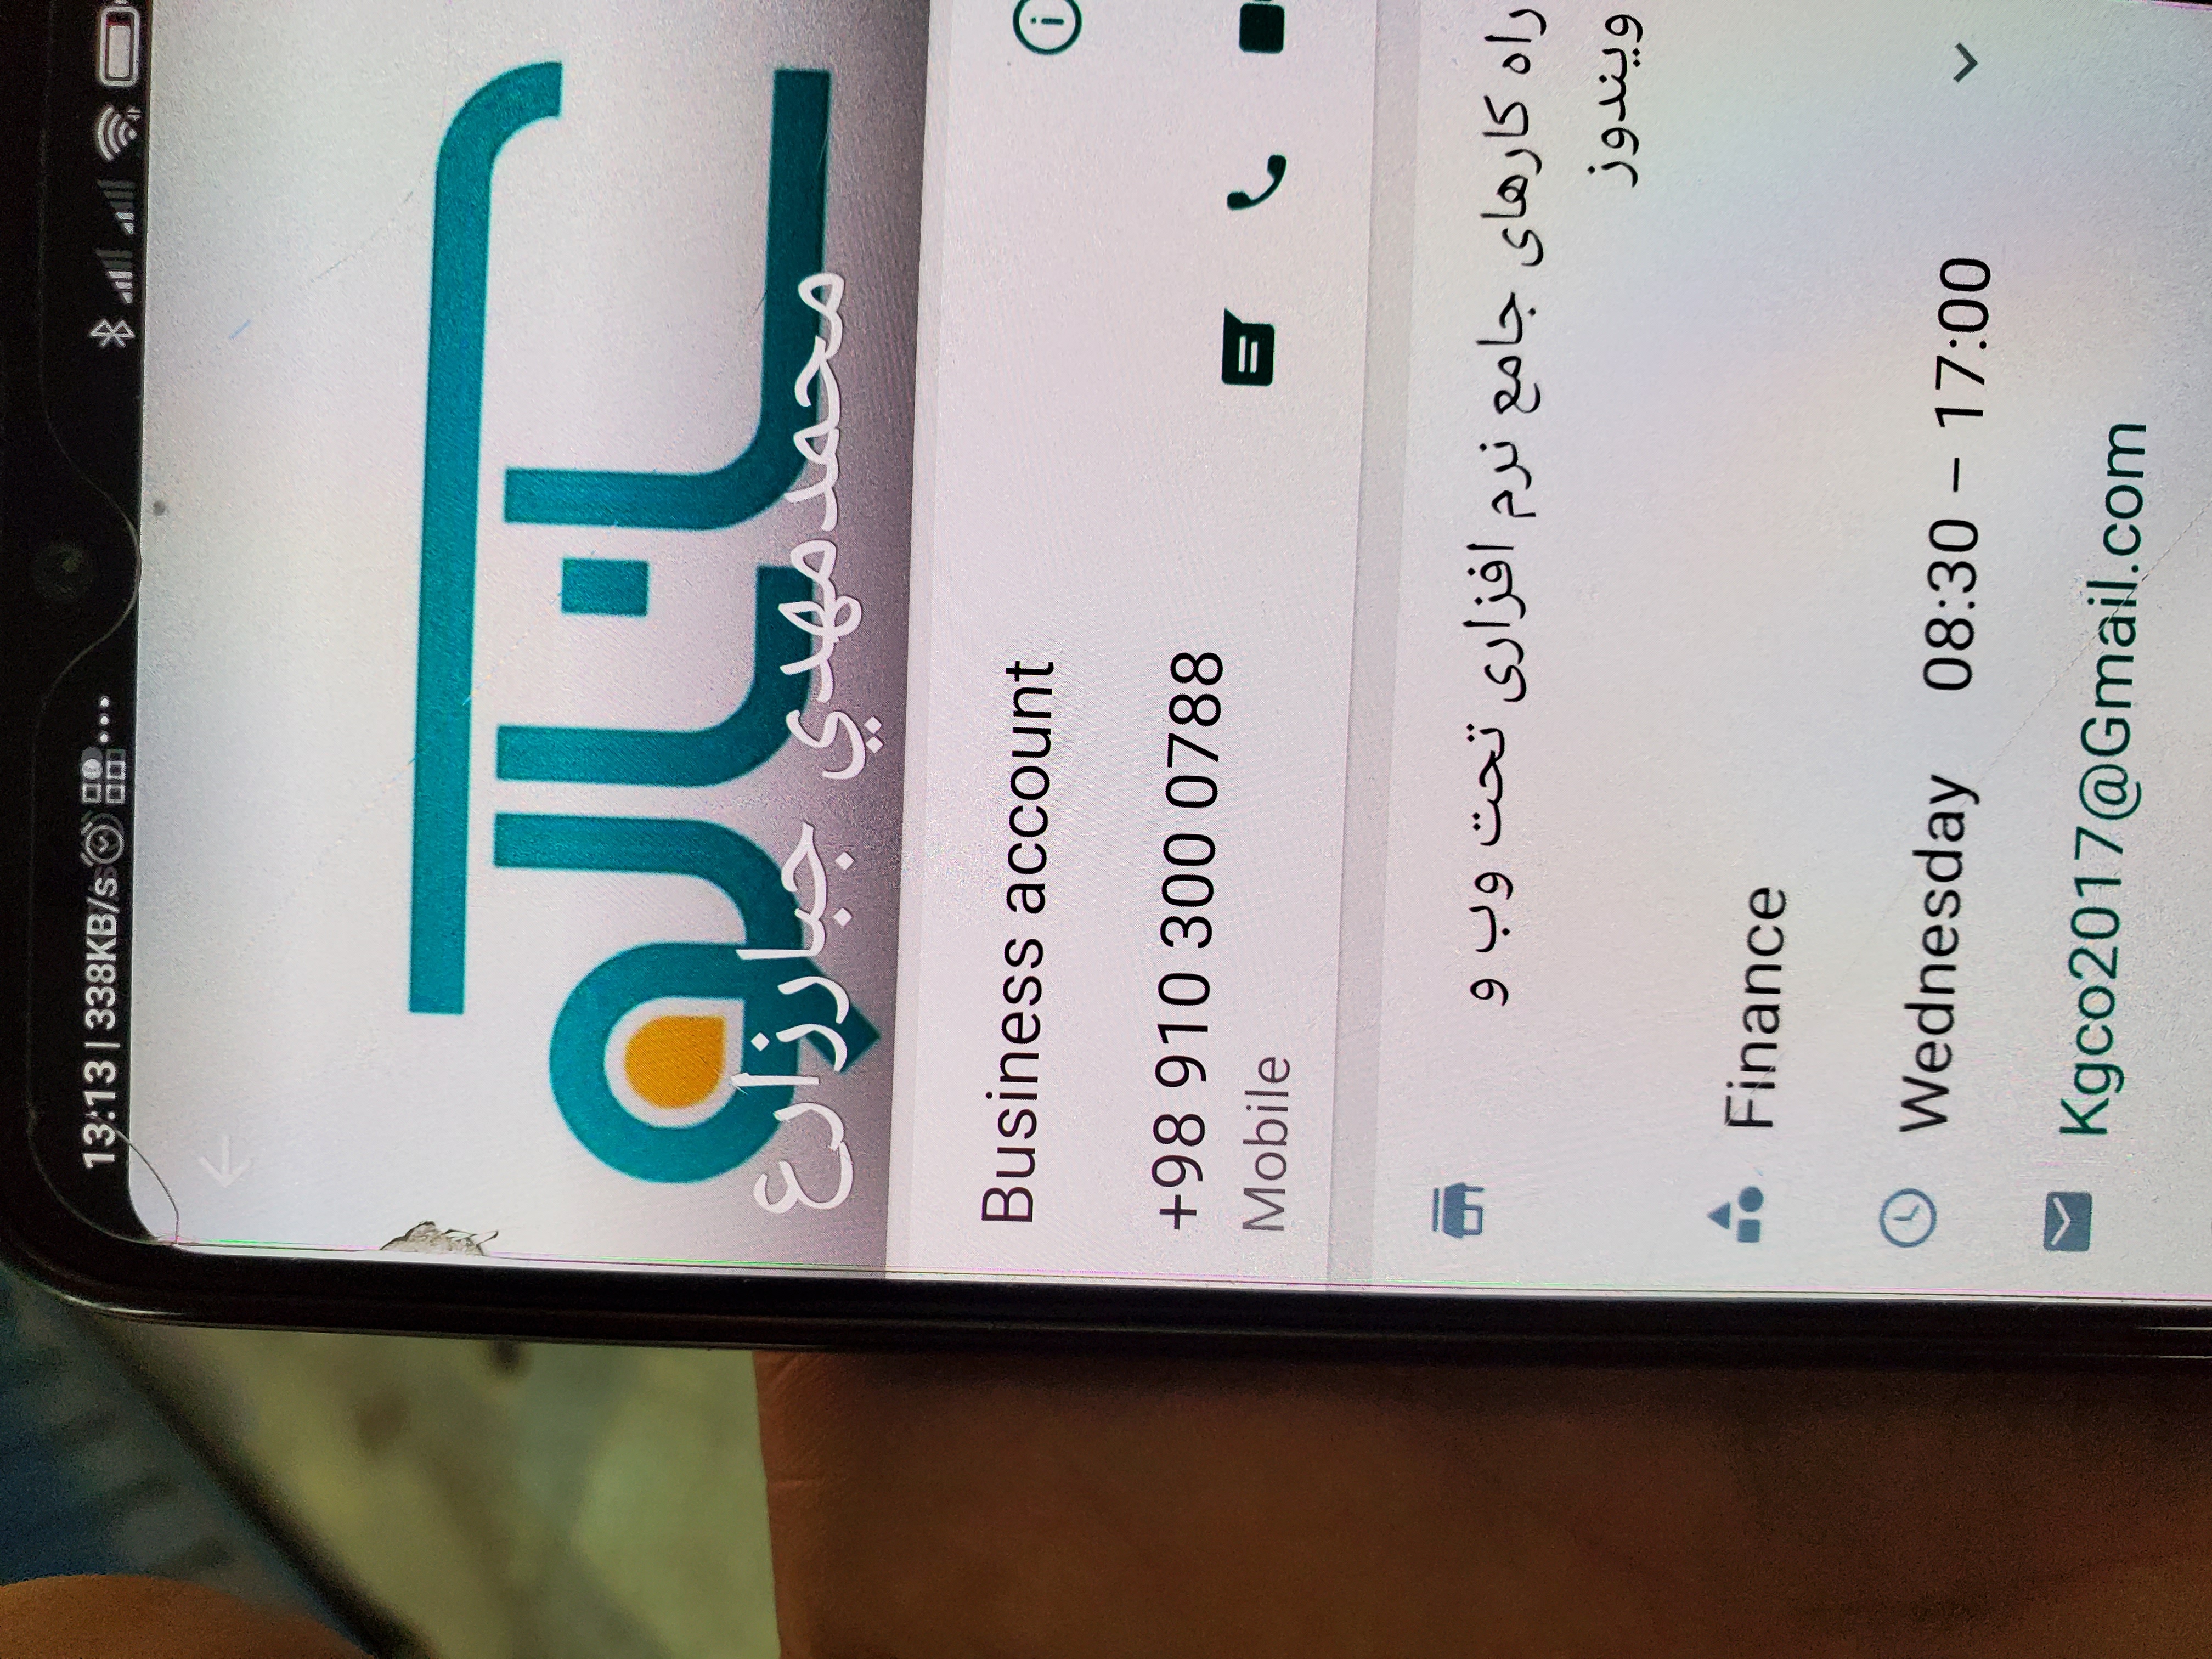 13:13 | 338KB/s
محمدمهدي جبارزارع
Business account
+98 910 300 0788
Mobile
راه کارهای جامع نرم افزاری تحت وب و
ویندوز
Finance
Wednesday 08:30 – 17:00
Kgco2017@Gmail.com